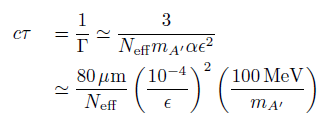 cτ = 1/Γ ≃ 3/(N_eff m_A′ α ϵ²)
≃ (80 μm/N_eff) (10⁻⁴/ϵ)² (100 MeV/m_A′)